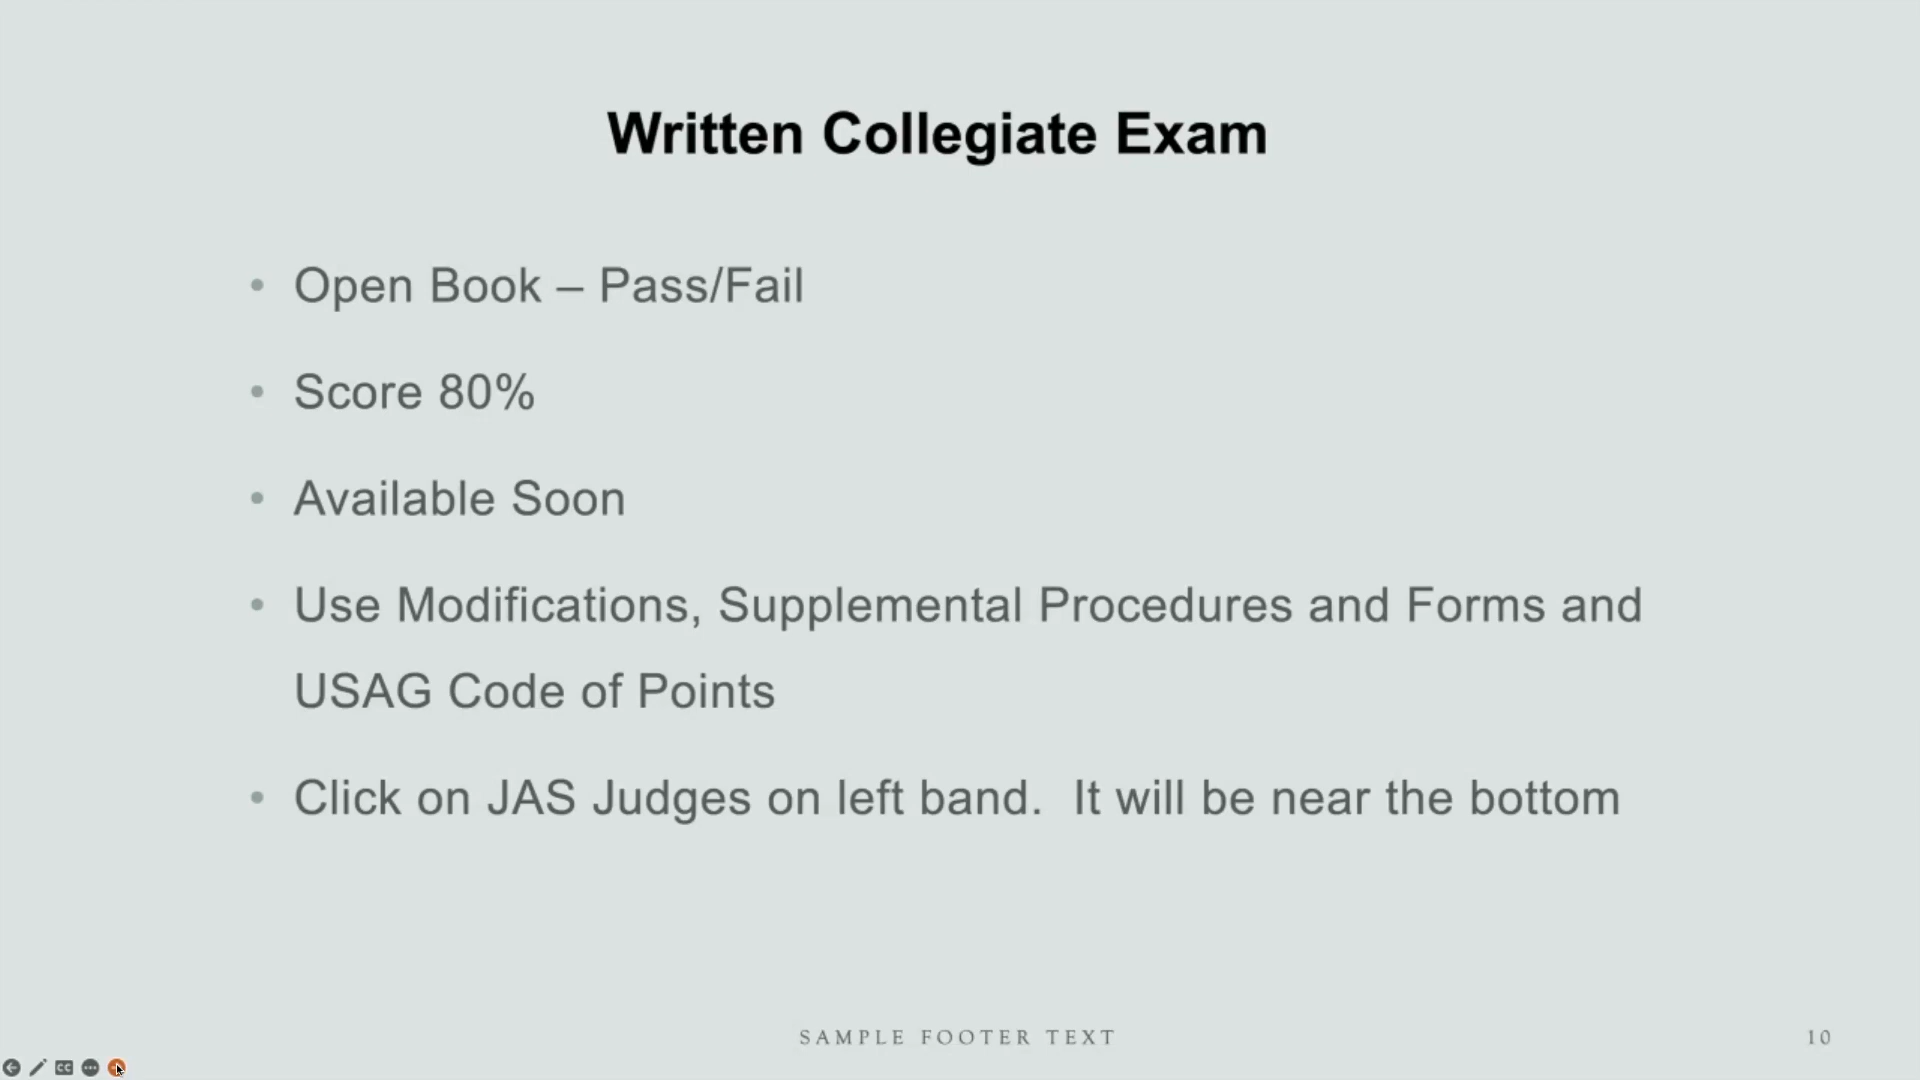 Written Collegiate Exam
• Open Book – Pass/Fail
• Score 80%
• Available Soon
• Use Modifications, Supplemental Procedures and Forms and
USAG Code of Points
• Click on JAS Judges on left band.  It will be near the bottom
SAMPLE FOOTER TEXT
10
CC